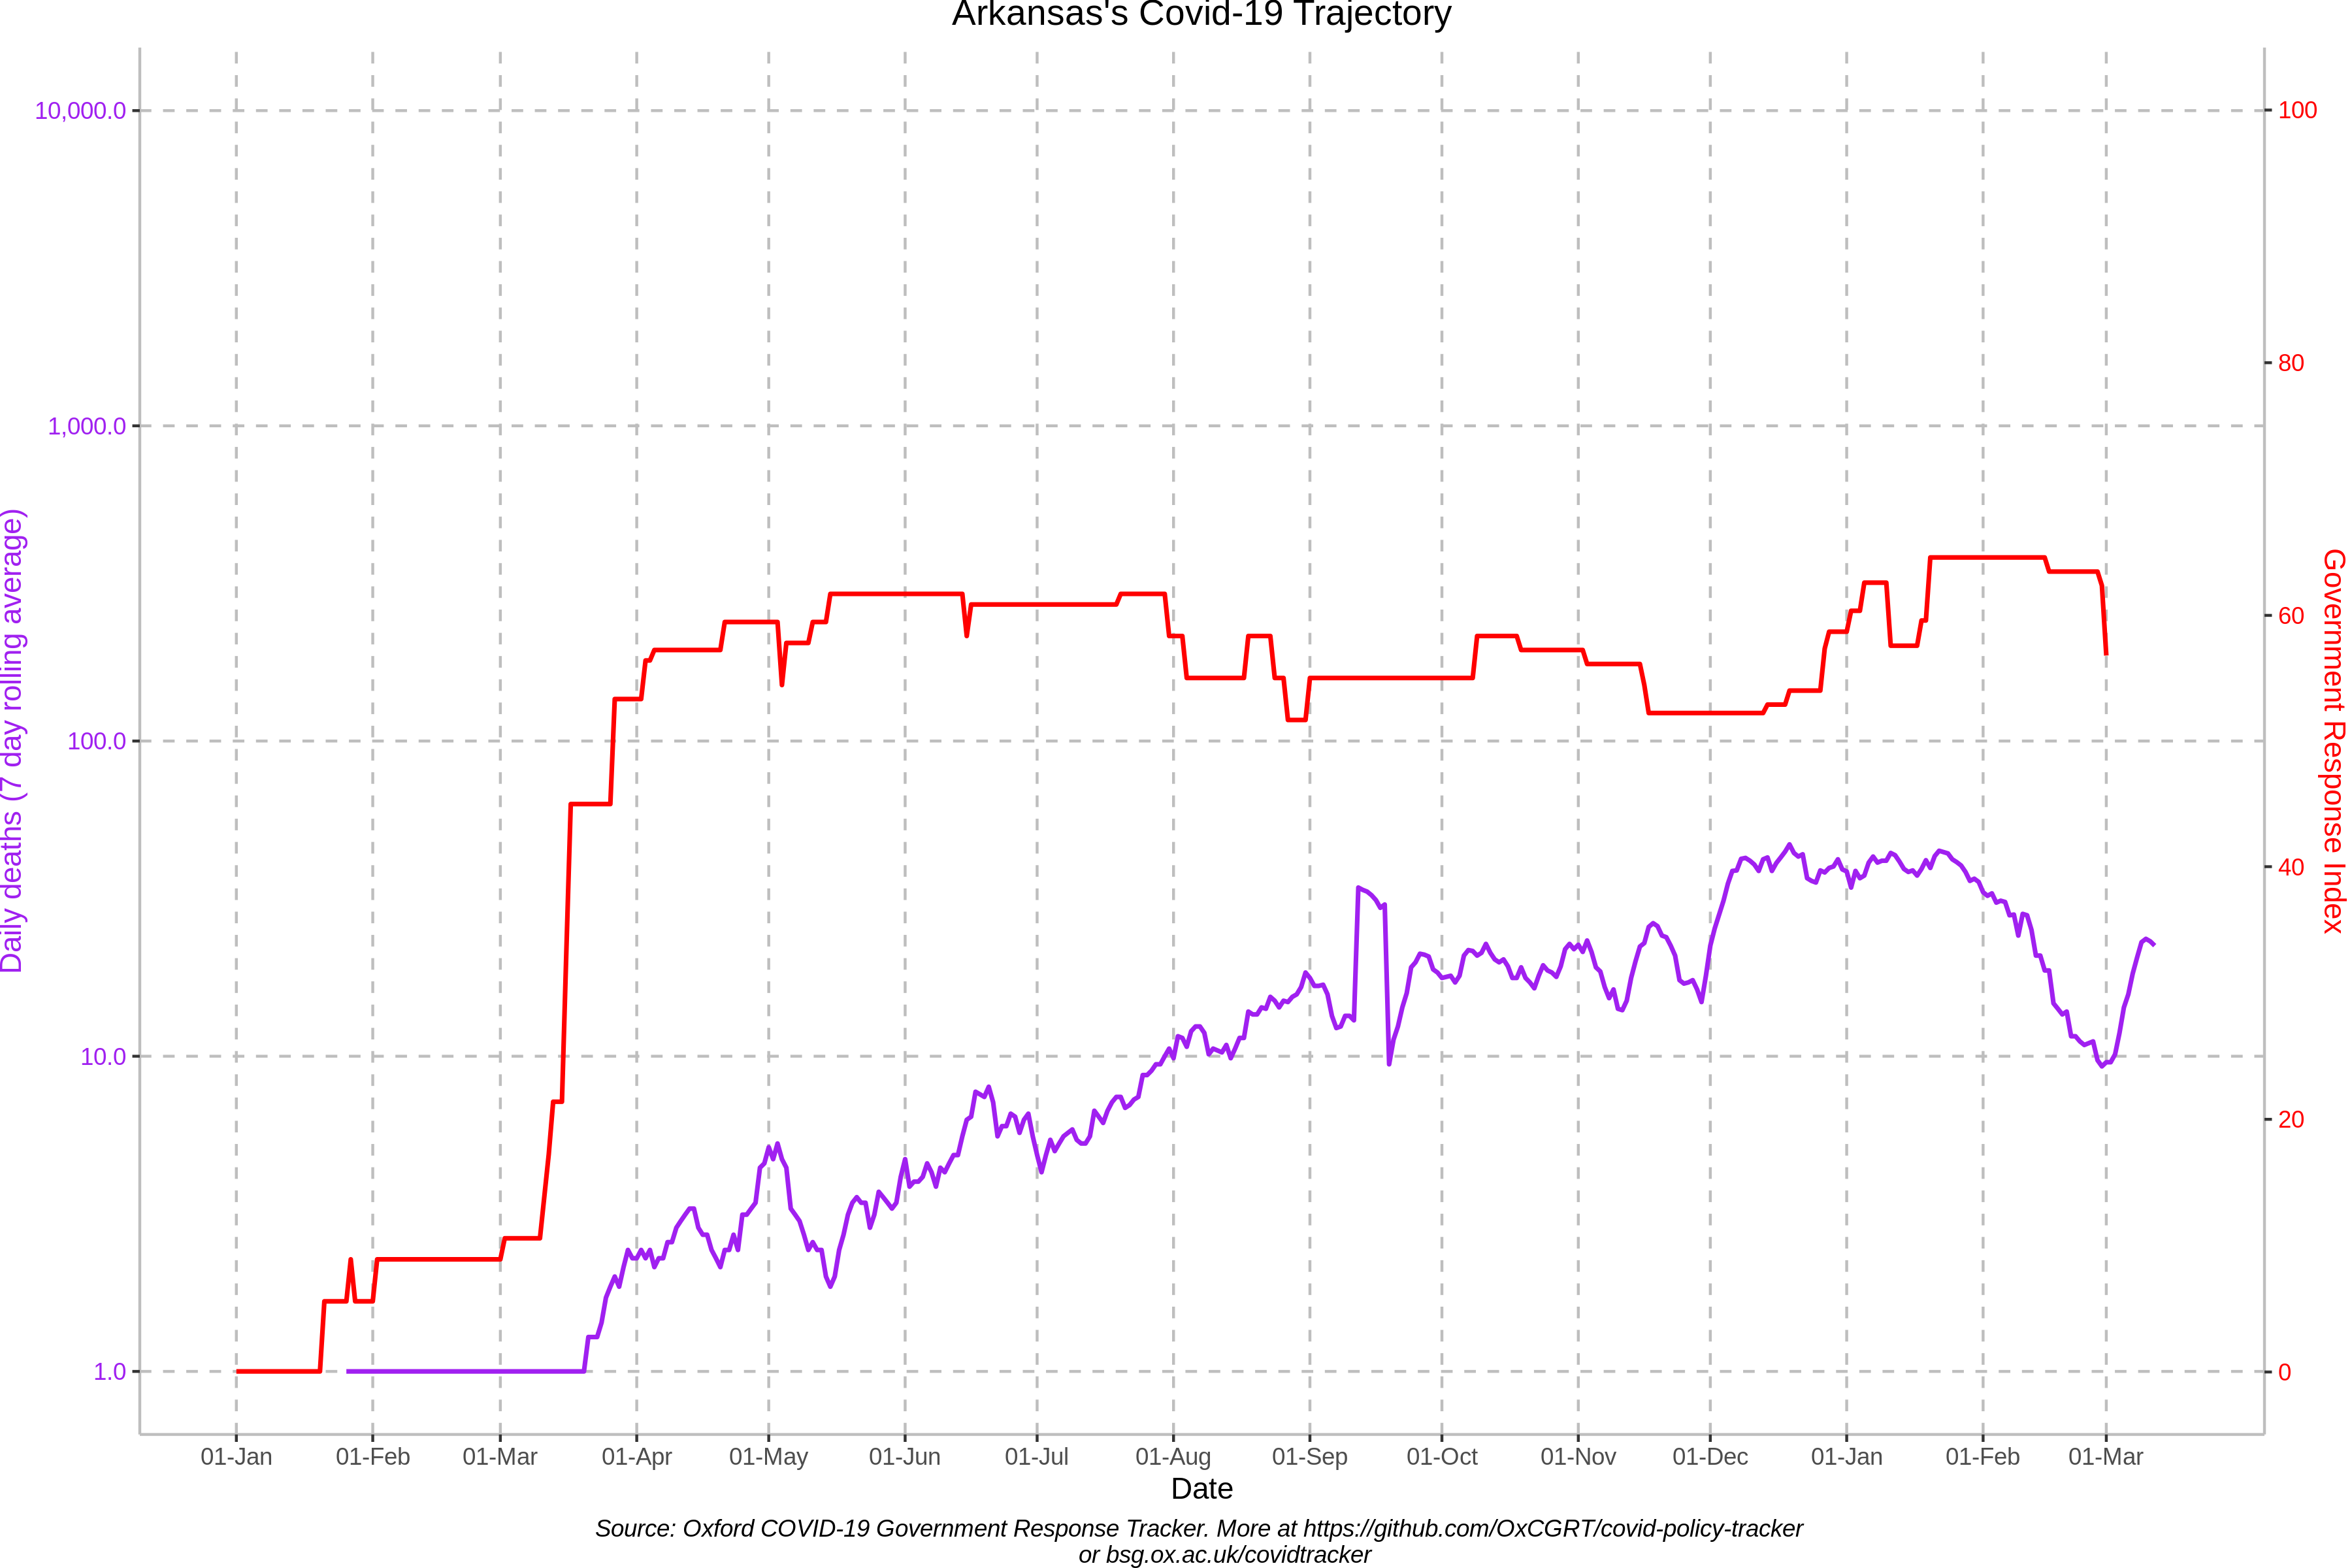 Arkansas's Covid-19 Trajectory
10,000.0
1,000.0
100.0
10.0
1.0
Daily deaths (7 day rolling average)
100
80
60
40
20
0
Government Response Index
01-Jan 01-Feb 01-Mar 01-Apr 01-May 01-Jun 01-Jul 01-Aug 01-Sep 01-Oct 01-Nov 01-Dec 01-Jan 01-Feb 01-Mar
Date
Source: Oxford COVID-19 Government Response Tracker. More at https://github.com/OxCGRT/covid-policy-tracker
or bsg.ox.ac.uk/covidtracker